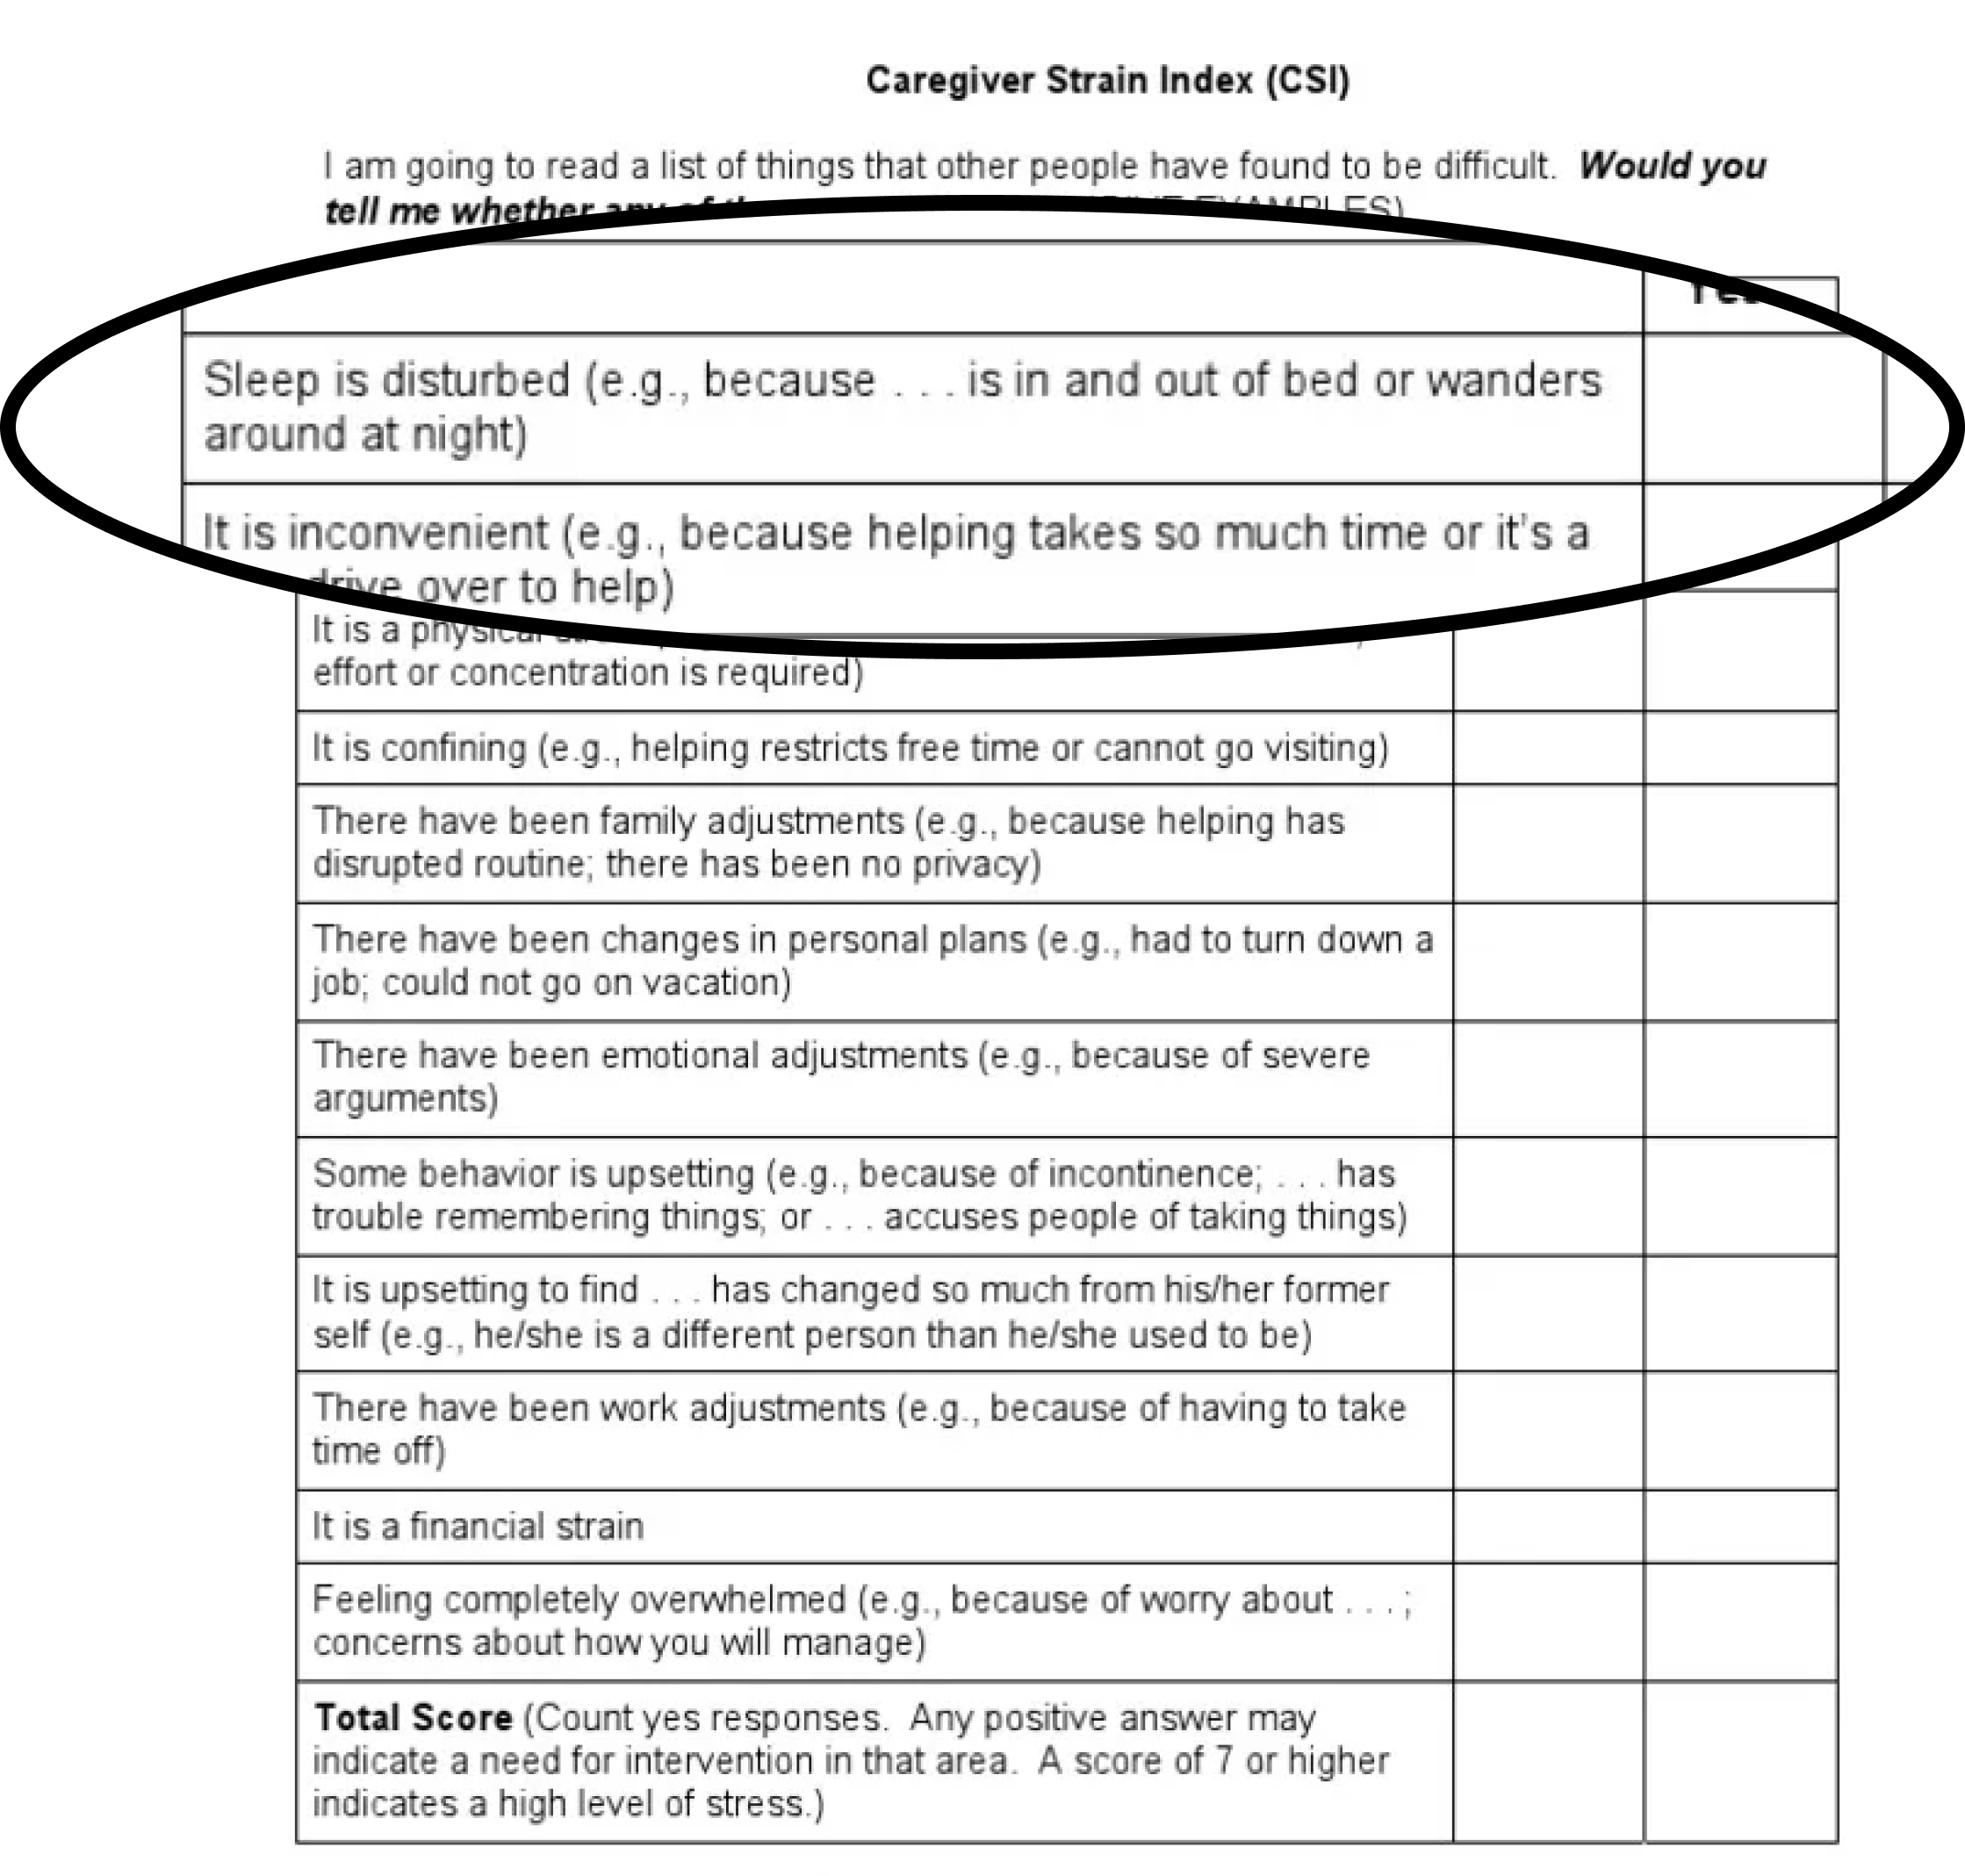 Caregiver Strain Index (CSI)
I am going to read a list of things that other people have found to be difficult. Would you
tell me whether any of EXAMPLES)
Sleep is disturbed (e.g., because . . . is in and out of bed or wanders
around at night)
It is inconvenient (e.g., because helping takes so much time or it's a
drive over to help)
It is a physical
effort or concentration is required)
It is confining (e.g., helping restricts free time or cannot go visiting)
There have been family adjustments (e.g., because helping has
disrupted routine; there has been no privacy)
There have been changes in personal plans (e.g., had to turn down a
job; could not go on vacation)
There have been emotional adjustments (e.g., because of severe
arguments)
Some behavior is upsetting (e.g., because of incontinence; . . . has
trouble remembering things; or . . . accuses people of taking things)
It is upsetting to find . . . has changed so much from his/her former
self (e.g., he/she is a different person than he/she used to be)
There have been work adjustments (e.g., because of having to take
time off)
It is a financial strain
Feeling completely overwhelmed (e.g., because of worry about . . . ;
concerns about how you will manage)
Total Score (Count yes responses. Any positive answer may
indicate a need for intervention in that area. A score of 7 or higher
indicates a high level of stress.)